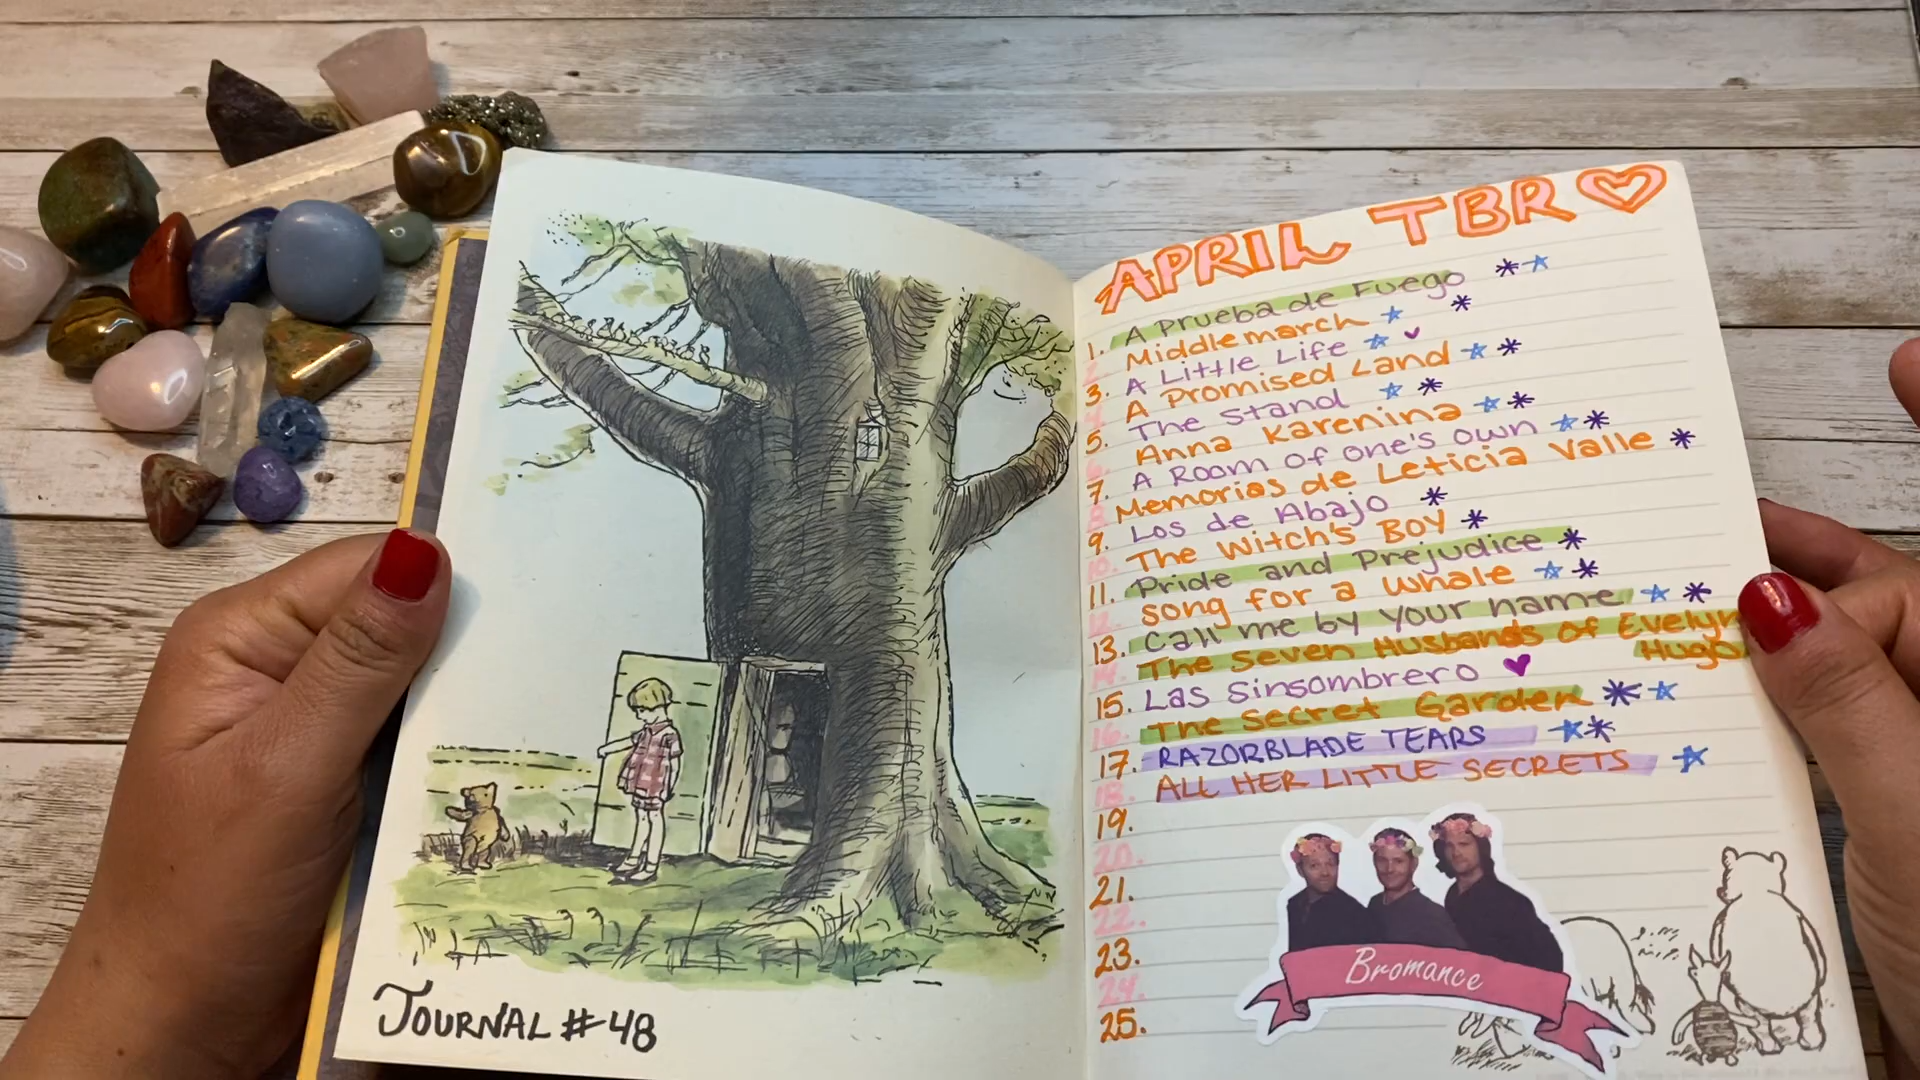 JOURNAL #48
APRIL TBR
1. A Prueba de Fuego
2. Middlemarch
3. A Little Life
4. A Promised Land
5. The Stand
6. Anna Karenina
7. A Room of one's own
8. Memorias de Leticia Valle
9. Los de Abajo
10. The Witch's Boy
11. Pride and Prejudice
12. song for a whale
13. Call me by your name
14. The Seven Husbands of Evelyn
Hugo
15. Las Sinsombrero
16. The Secret Garden
17. RAZORBLADE TEARS
18. ALL HER LITTLE SECRETS
19.
20.
21.
22.
23.
24.
25.
Bromance